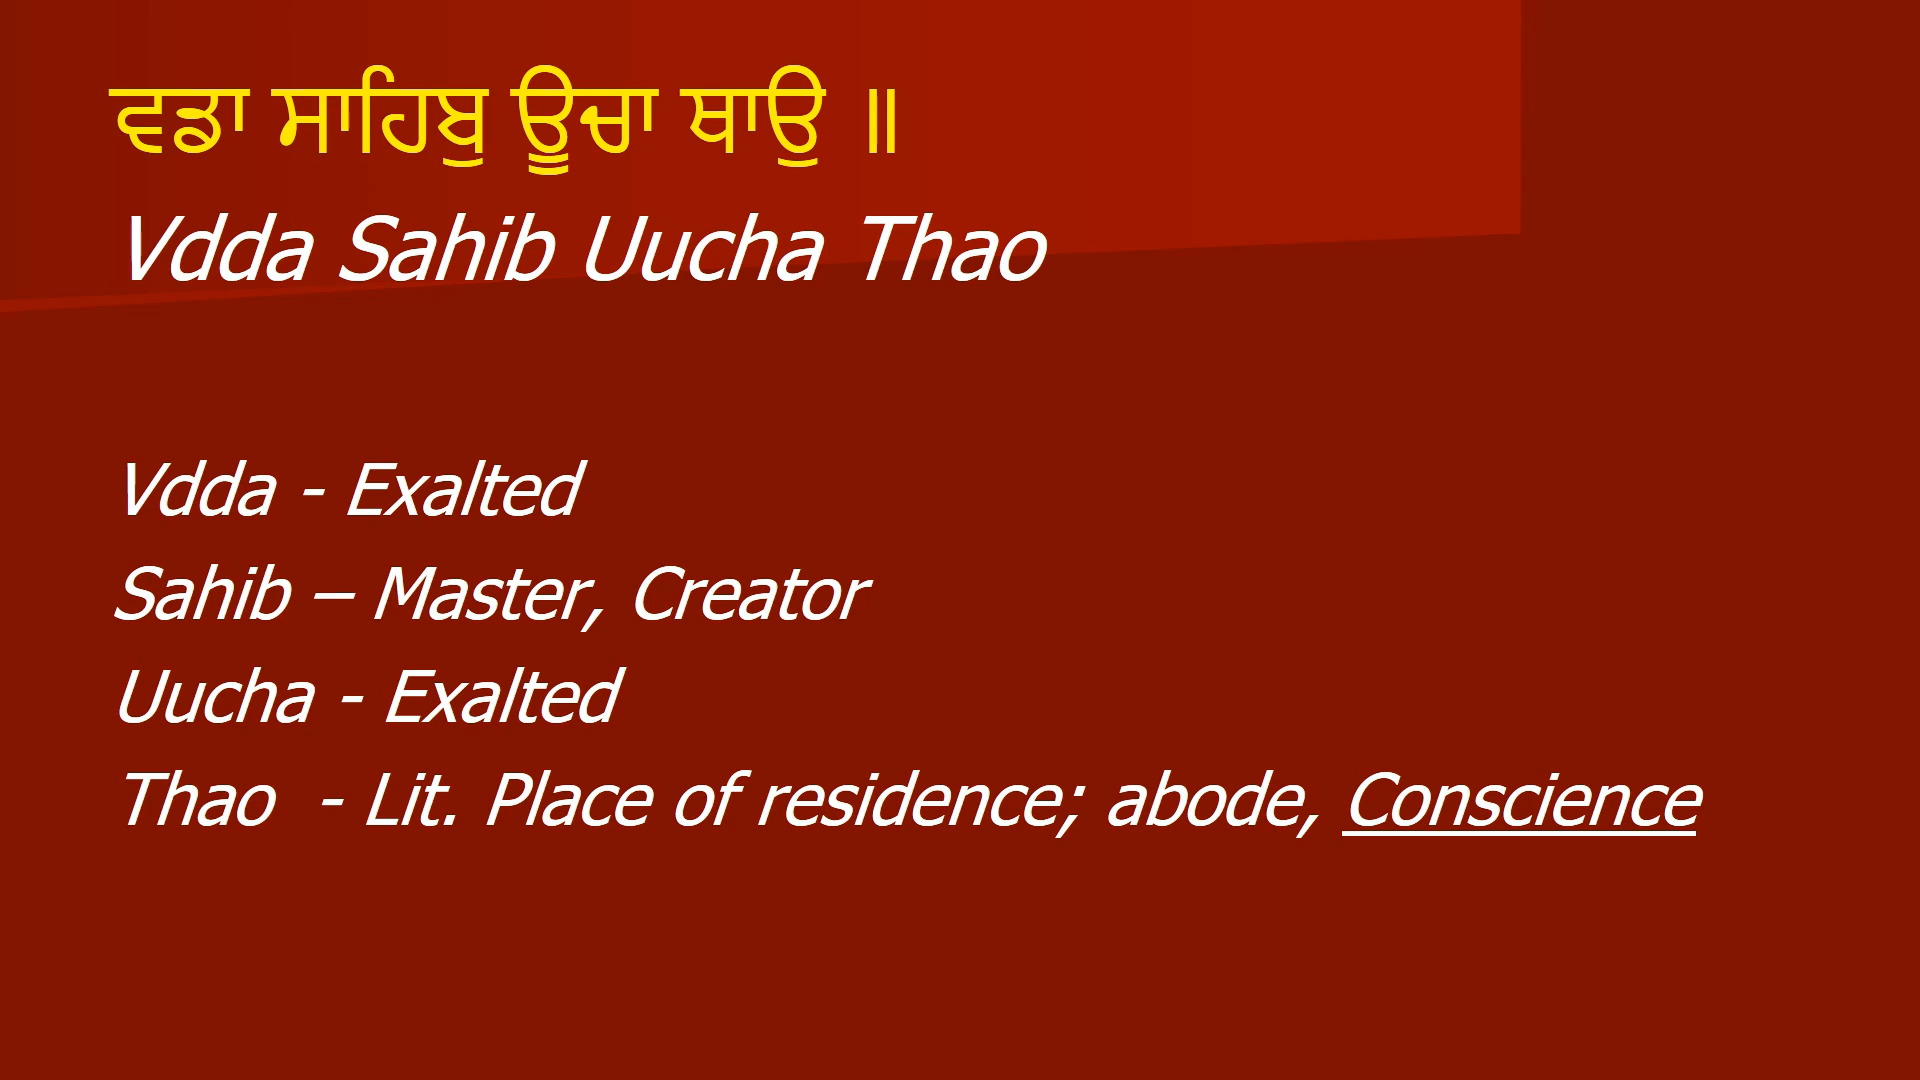 ਵਡਾ ਸਾਹਿਬੁ ਊਚਾ ਥਾਉ ॥
Vdda Sahib Uucha Thao
Vdda - Exalted
Sahib – Master, Creator
Uucha - Exalted
Thao  - Lit. Place of residence; abode, Conscience